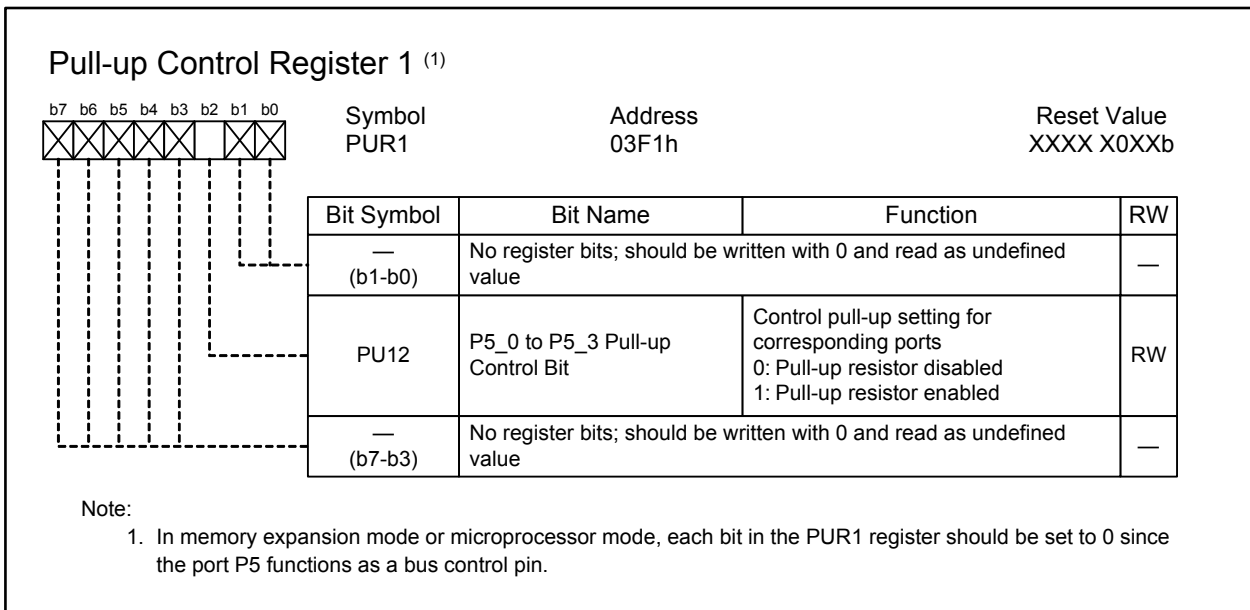 Pull-up Control Register 1 (1)
b7 b6 b5 b4 b3 b2 b1 b0
Symbol Address Reset Value
PUR1 03F1h XXXX X0XXb
Bit Symbol Bit Name Function RW
—
(b1-b0)
No register bits; should be written with 0 and read as undefined
value
—
PU12
P5_0 to P5_3 Pull-up
Control Bit
Control pull-up setting for
corresponding ports
0: Pull-up resistor disabled
1: Pull-up resistor enabled
RW
—
(b7-b3)
No register bits; should be written with 0 and read as undefined
value
—
Note:
1. In memory expansion mode or microprocessor mode, each bit in the PUR1 register should be set to 0 since
the port P5 functions as a bus control pin.